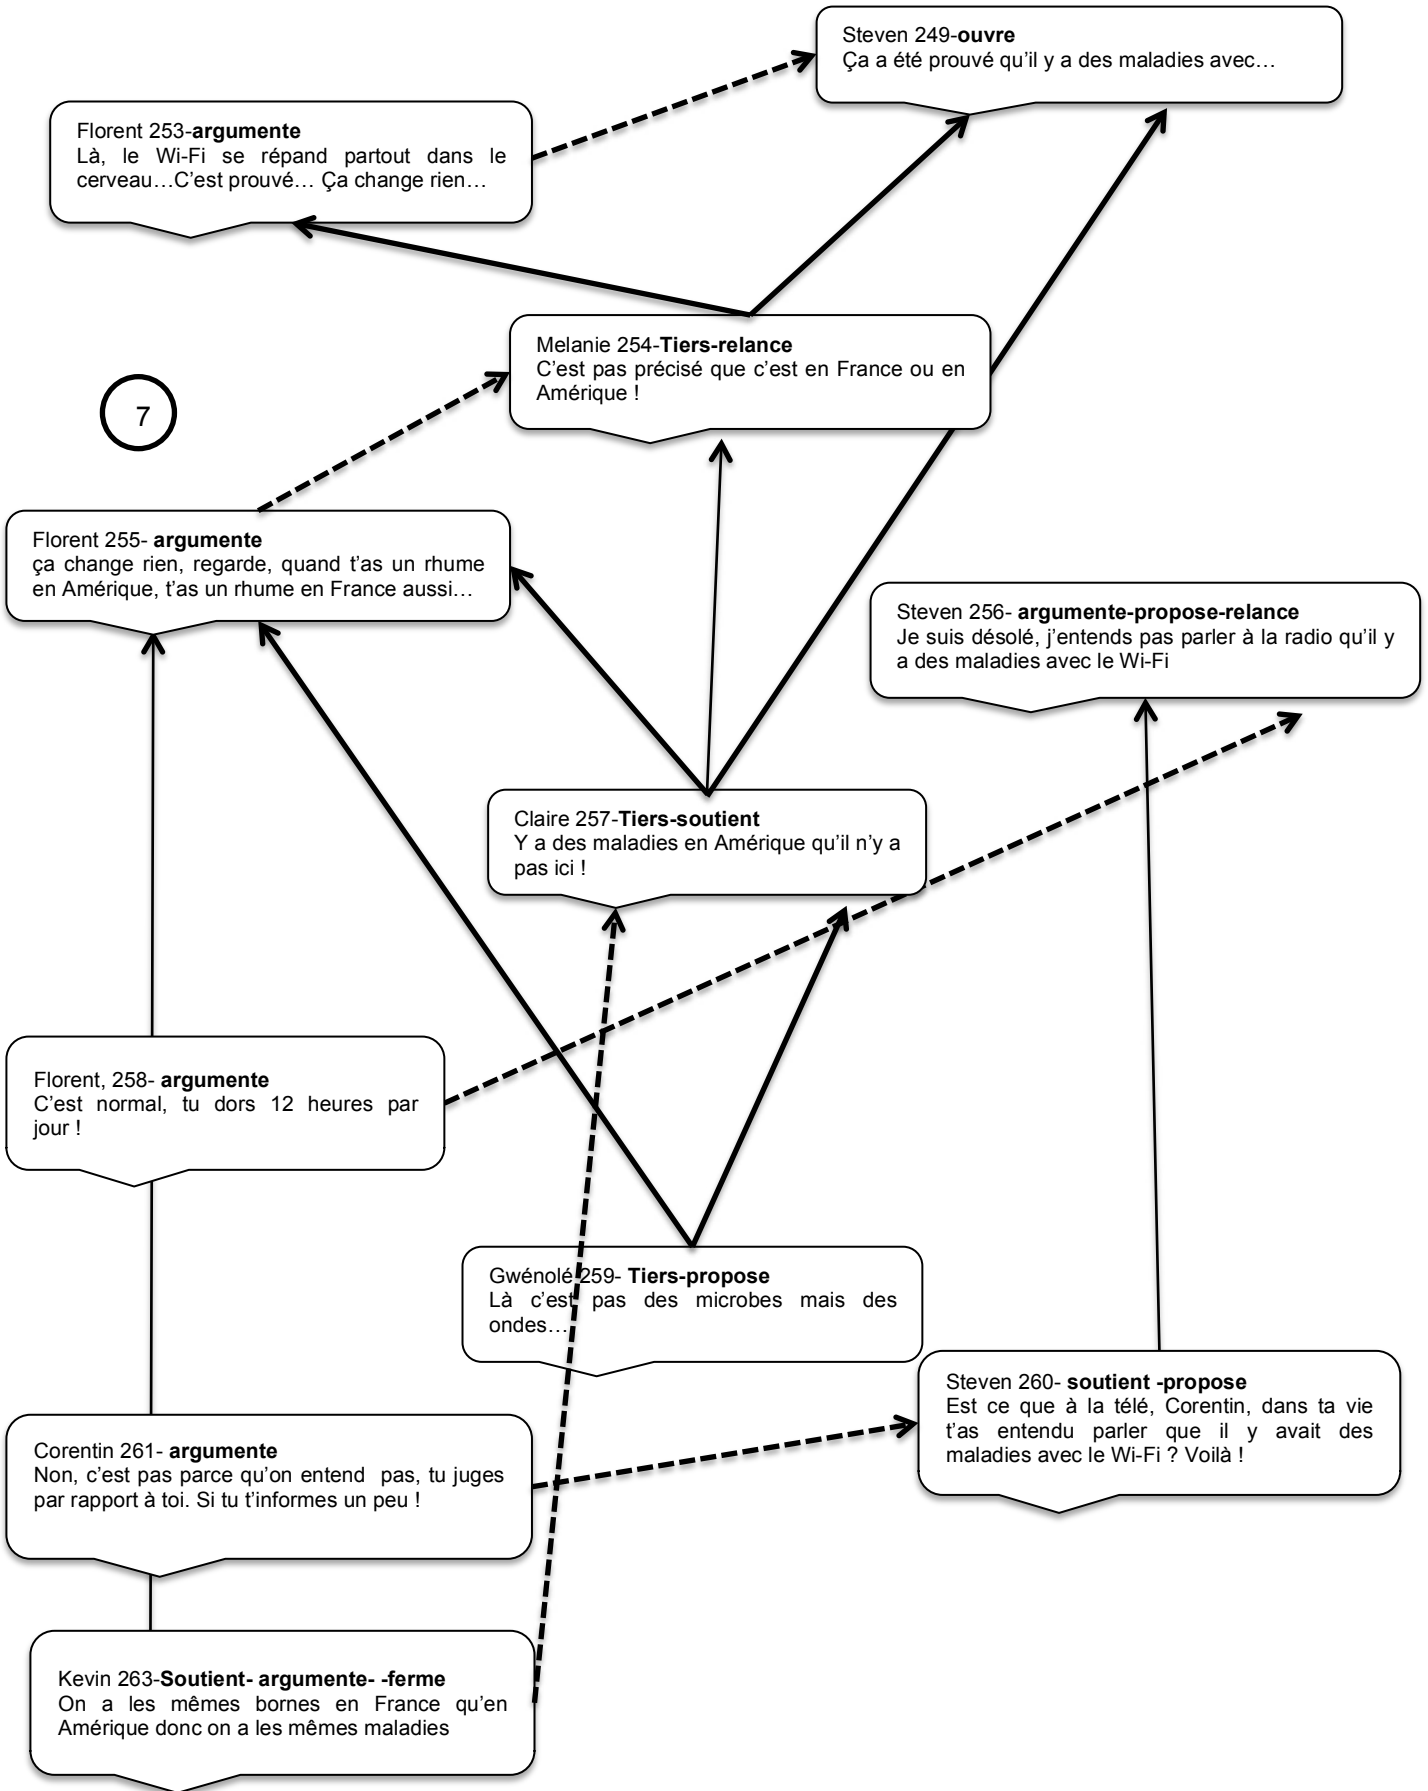 Steven 249-ouvre
Ça a été prouvé qu’il y a des maladies avec…
Florent 253-argumente
Là, le Wi-Fi se répand partout dans le
cerveau…C’est prouvé… Ça change rien…
Melanie 254-Tiers-relance
C’est pas précisé que c’est en France ou en
Amérique !
7
Florent 255- argumente
ça change rien, regarde, quand t’as un rhume
en Amérique, t’as un rhume en France aussi…
Steven 256- argumente-propose-relance
Je suis désolé, j’entends pas parler à la radio qu’il y
a des maladies avec le Wi-Fi
Claire 257-Tiers-soutient
Y a des maladies en Amérique qu’il n’y a
pas ici !
Florent, 258- argumente
C’est normal, tu dors 12 heures par
jour !
Gwénolé 259- Tiers-propose
Là c’est pas des microbes mais des
ondes…
Steven 260- soutient -propose
Est ce que à la télé, Corentin, dans ta vie
t’as entendu parler que il y avait des
maladies avec le Wi-Fi ? Voilà !
Corentin 261- argumente
Non, c’est pas parce qu’on entend pas, tu juges
par rapport à toi. Si tu t’informes un peu !
Kevin 263-Soutient- argumente- -ferme
On a les mêmes bornes en France qu’en
Amérique donc on a les mêmes maladies